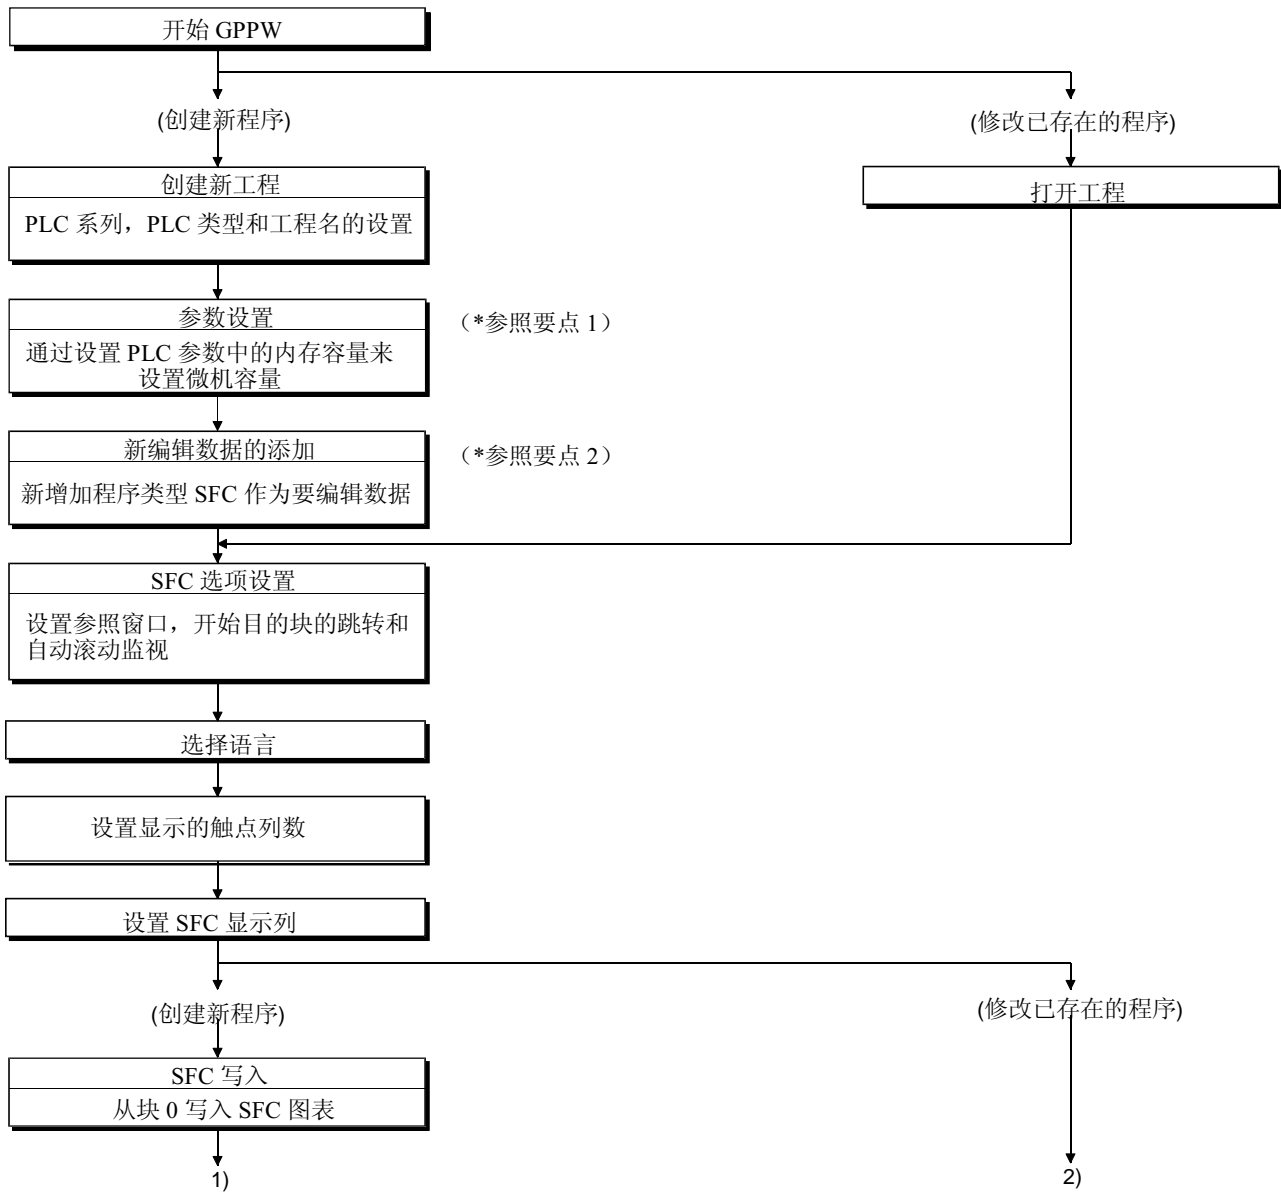 开始 GPPW
(创建新程序)
(修改已存在的程序)
创建新工程
打开工程
PLC 系列，PLC 类型和工程名的设置
参数设置
（*参照要点 1）
通过设置 PLC 参数中的内存容量来
设置微机容量
新编辑数据的添加
（*参照要点 2）
新增加程序类型 SFC 作为要编辑数据
SFC 选项设置
设置参照窗口，开始目的块的跳转和
自动滚动监视
选择语言
设置显示的触点列数
设置 SFC 显示列
(创建新程序)
(修改已存在的程序)
SFC 写入
从块 0 写入 SFC 图表
1)
2)